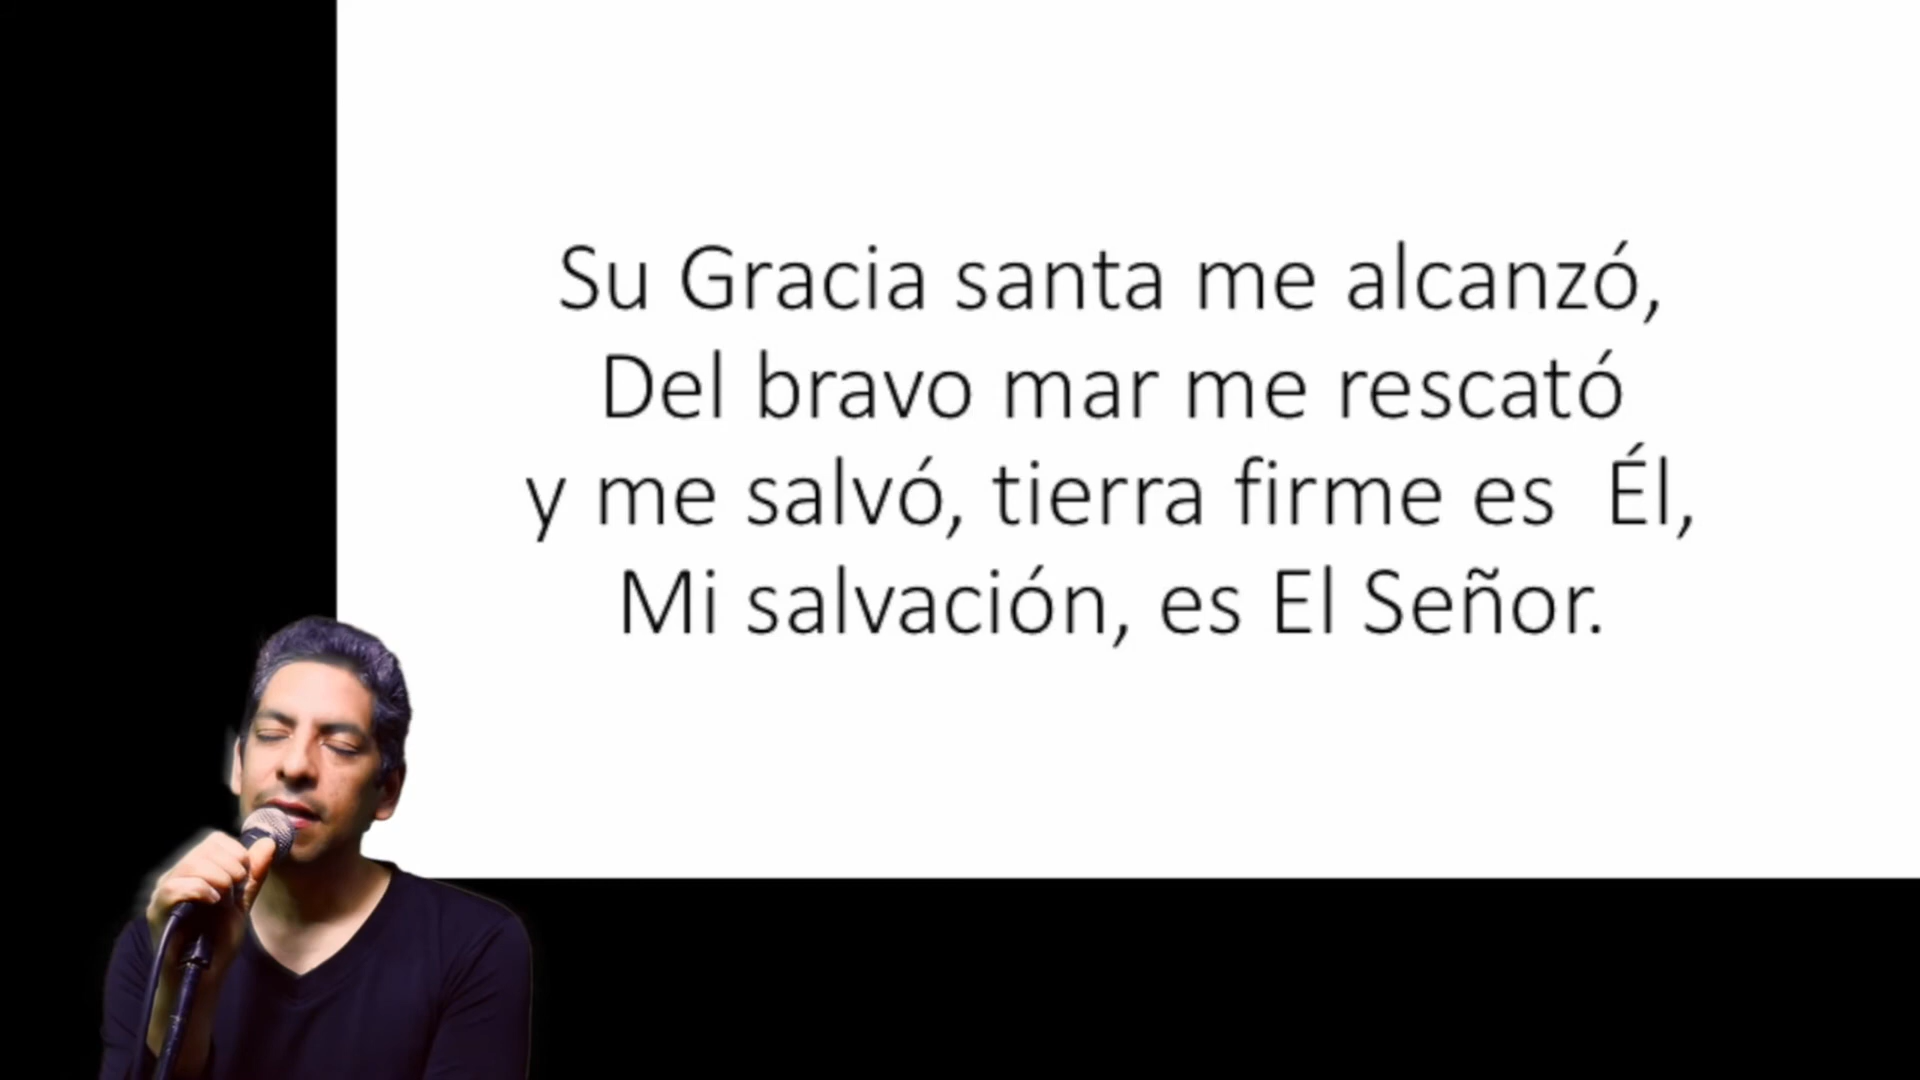 Su Gracia santa me alcanzó,
Del bravo mar me rescató
y me salvó, tierra firme es  Él,
Mi salvación, es El Señor.